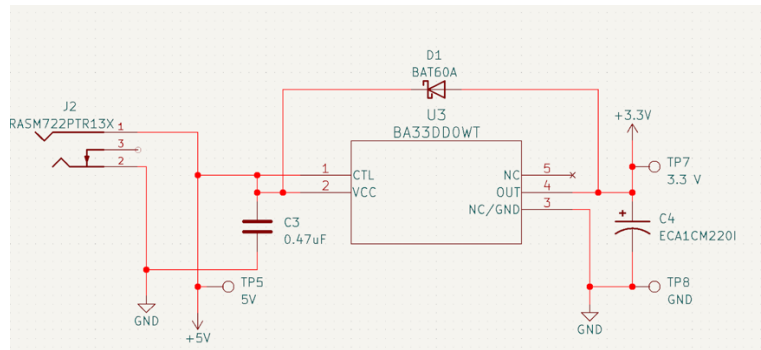 D1
BAT60A
J2
RASM722PTR13X
1
3
2
U3
BA33DD0WT
+3.3V
1
CTL
NC
5
2
VCC
OUT
4
NC/GND
3
TP7
3.3 V
C3
0.47uF
+
C4
ECA1CM220I
TP5
5V
TP8
GND
GND
+5V
GND